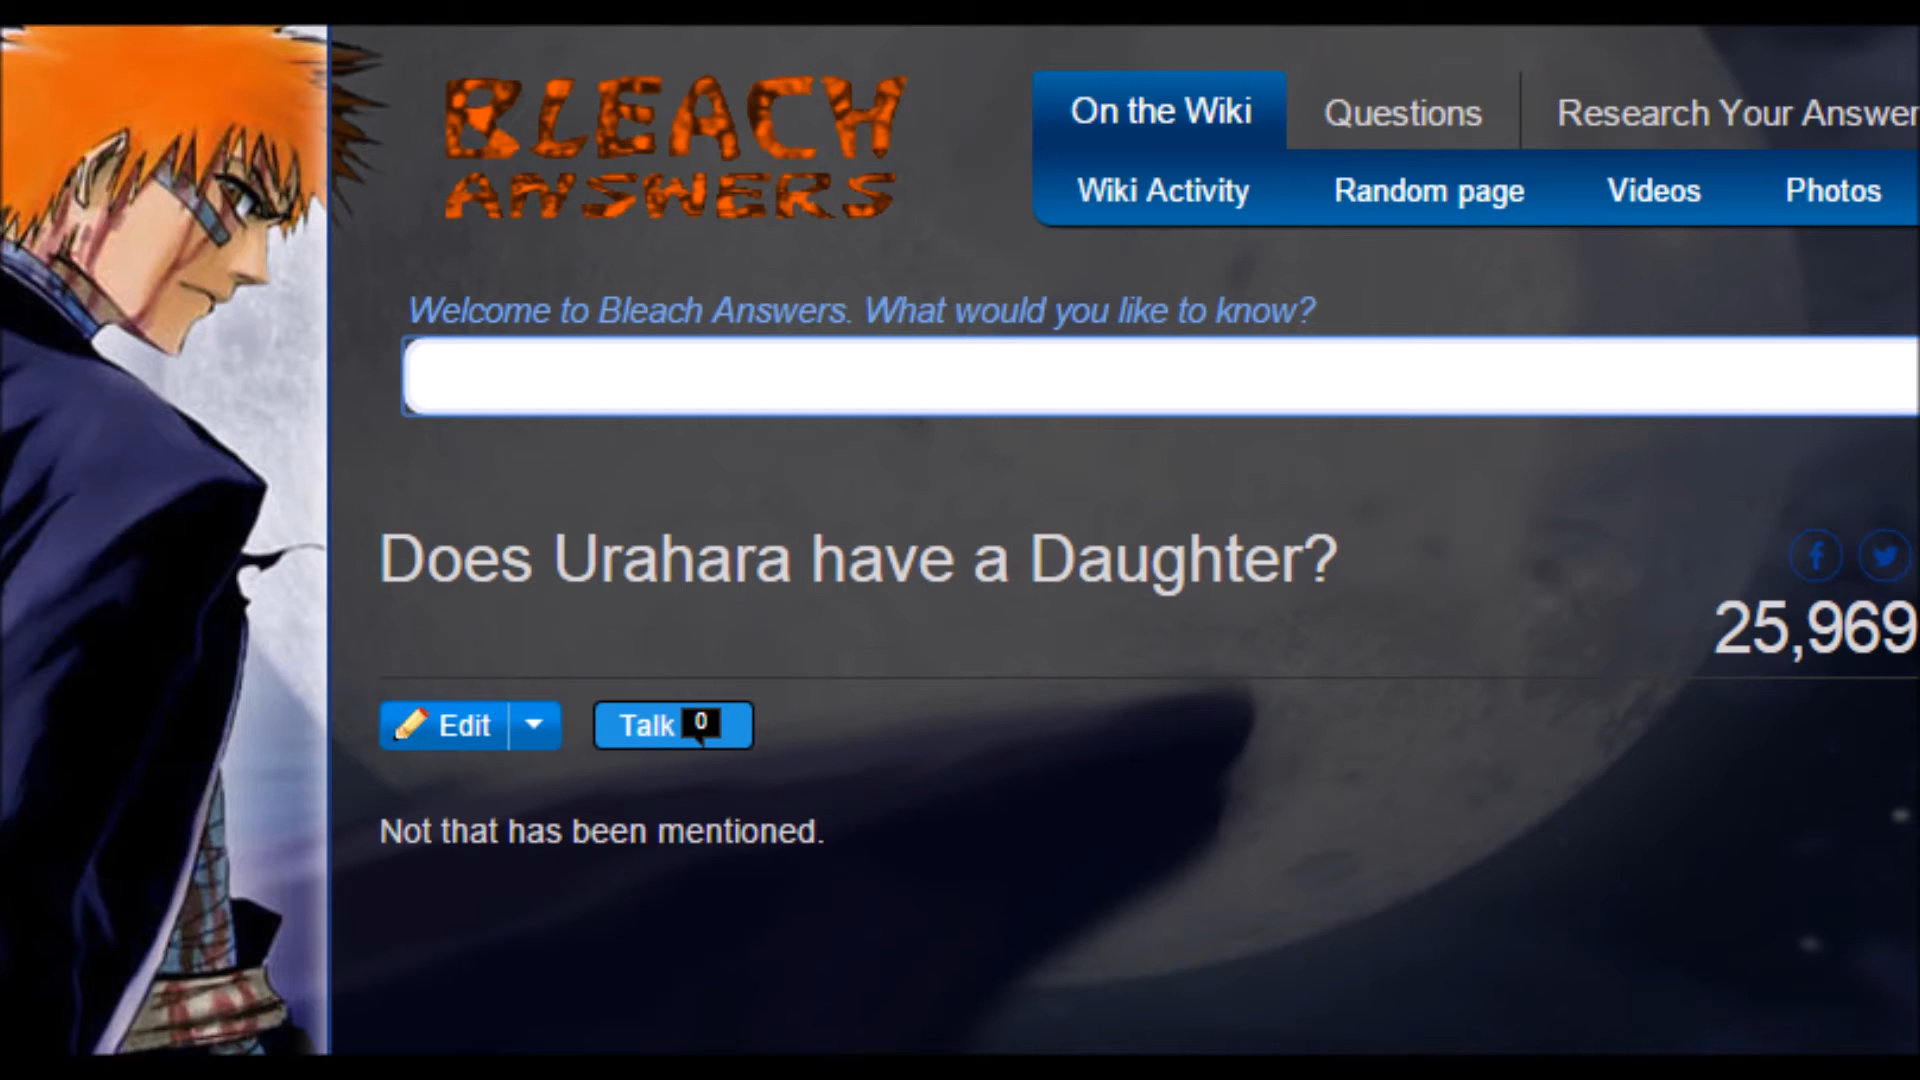 BLEACH
ANSWERS
On the Wiki
Questions
Research Your Answer
Wiki Activity
Random page
Videos
Photos
Welcome to Bleach Answers. What would you like to know?
Does Urahara have a Daughter?
25,969
Edit
Talk 0
Not that has been mentioned.